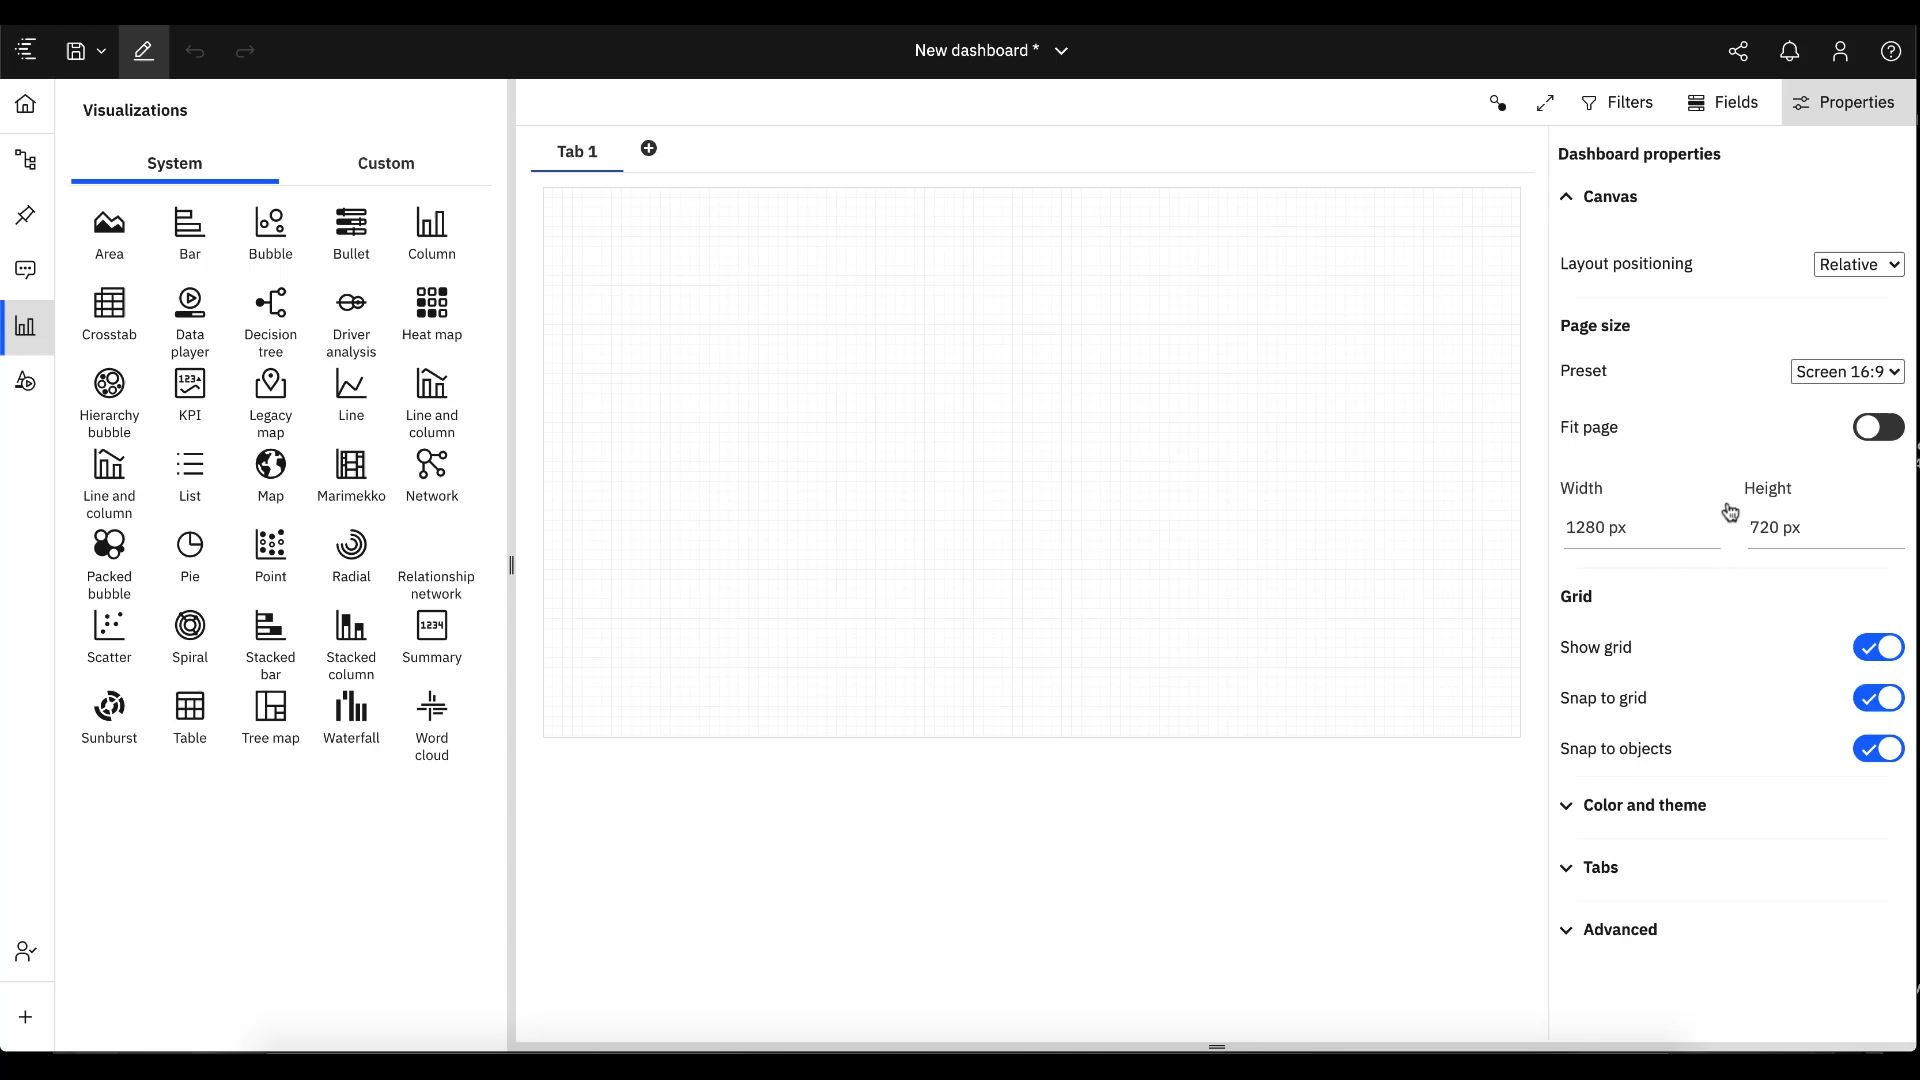 New dashboard *
Visualizations
System
Custom
Area
Bar
Bubble
Bullet
Column
Crosstab
Data
player
Decision
tree
Driver
analysis
Heat map
Hierarchy
bubble
123
KPI
Legacy
map
Line
Line and
column
Line and
column
List
Map
Marimekko
Network
Packed
bubble
Pie
Point
Radial
Relationship
network
Scatter
Spiral
Stacked
bar
Stacked
column
1234
Summary
Sunburst
Table
Tree map
Waterfall
Word
cloud
Filters
Fields
Properties
Tab 1
Dashboard properties
Canvas
Layout positioning
Relative
Page size
Preset
Screen 16:9
Fit page
Width
Height
1280 px
720 px
Grid
Show grid
Snap to grid
Snap to objects
Color and theme
Tabs
Advanced